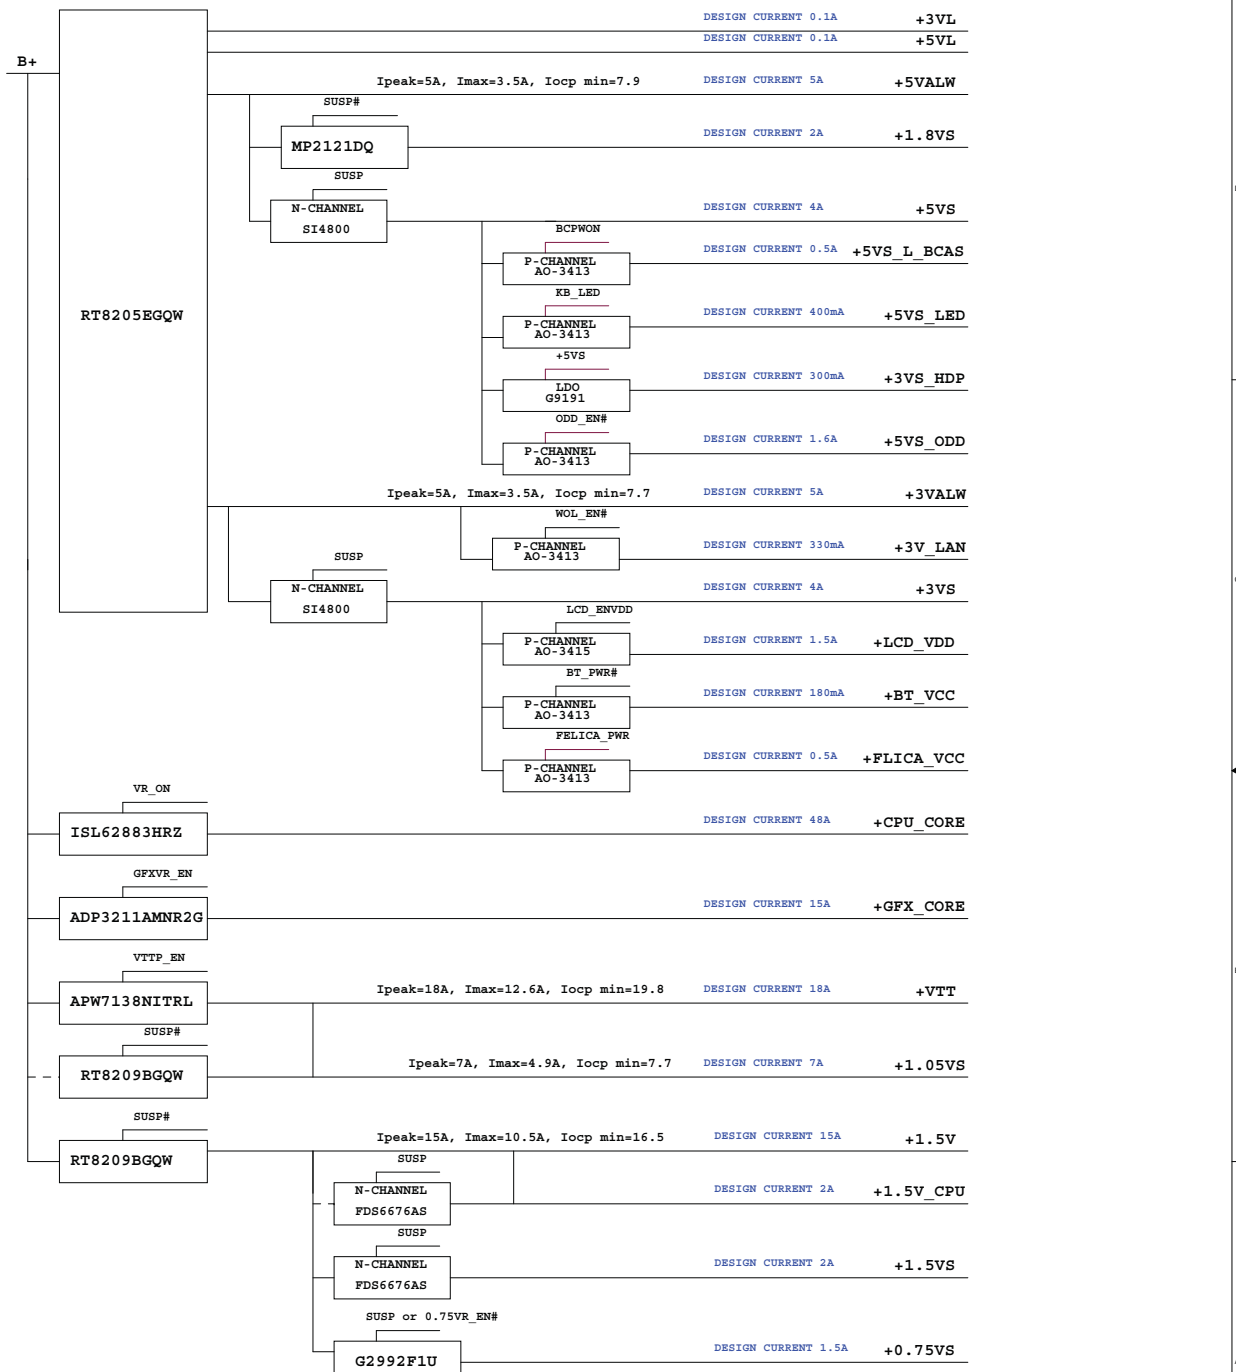 DESIGN CURRENT 0.1A +3VL
DESIGN CURRENT 0.1A +5VL
B+
Ipeak=5A, Imax=3.5A, Iocp min=7.9 DESIGN CURRENT 5A +5VALW
SUSP#
MP2121DQ DESIGN CURRENT 2A +1.8VS
SUSP
N-CHANNEL
SI4800
DESIGN CURRENT 4A +5VS
BCPWON
P-CHANNEL
AO-3413
DESIGN CURRENT 0.5A +5VS_L_BCAS
KB_LED
P-CHANNEL
AO-3413
DESIGN CURRENT 400mA +5VS_LED
RT8205EGQW
+5VS
LDO
G9191
DESIGN CURRENT 300mA +3VS_HDP
ODD_EN#
P-CHANNEL
AO-3413
DESIGN CURRENT 1.6A +5VS_ODD
Ipeak=5A, Imax=3.5A, Iocp min=7.7 DESIGN CURRENT 5A +3VALW
WOL_EN#
P-CHANNEL
AO-3413
DESIGN CURRENT 330mA +3V_LAN
SUSP
N-CHANNEL
SI4800
DESIGN CURRENT 4A +3VS
LCD_ENVDD
P-CHANNEL
AO-3415
DESIGN CURRENT 1.5A +LCD_VDD
BT_PWR#
P-CHANNEL
AO-3413
DESIGN CURRENT 180mA +BT_VCC
FELICA_PWR
P-CHANNEL
AO-3413
DESIGN CURRENT 0.5A +FLICA_VCC
VR_ON
ISL62883HRZ DESIGN CURRENT 48A +CPU_CORE
GFXVR_EN
ADP3211AMNR2G DESIGN CURRENT 15A +GFX_CORE
VTTP_EN
APW7138NITRL Ipeak=18A, Imax=12.6A, Iocp min=19.8 DESIGN CURRENT 18A +VTT
SUSP#
RT8209BGQW Ipeak=7A, Imax=4.9A, Iocp min=7.7 DESIGN CURRENT 7A +1.05VS
SUSP#
RT8209BGQW Ipeak=15A, Imax=10.5A, Iocp min=16.5 DESIGN CURRENT 15A +1.5V
SUSP
N-CHANNEL
FDS6676AS
DESIGN CURRENT 2A +1.5V_CPU
SUSP
N-CHANNEL
FDS6676AS
DESIGN CURRENT 2A +1.5VS
SUSP or 0.75VR_EN#
G2992F1U DESIGN CURRENT 1.5A +0.75VS